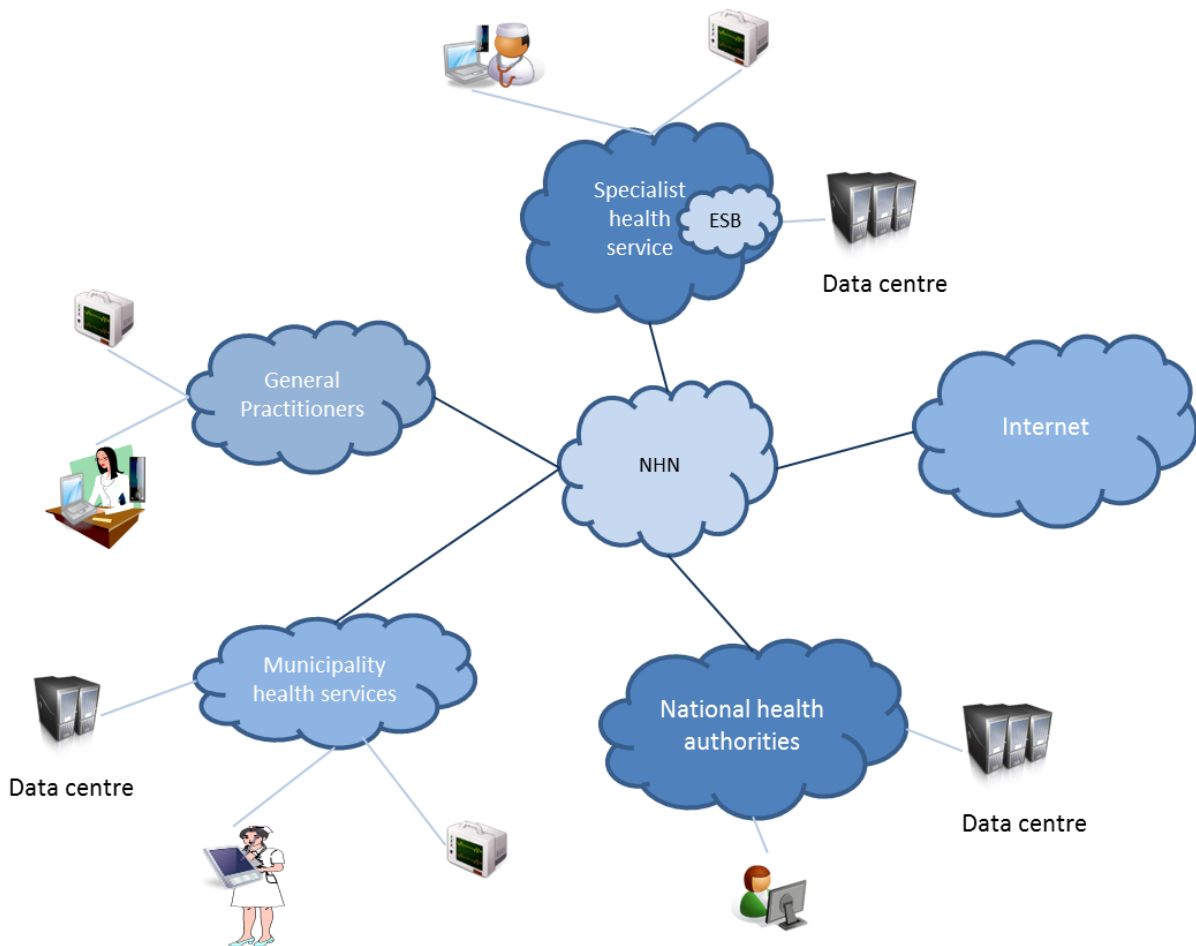 Specialist
health
service
ESB
Data centre
General
Practitioners
Internet
NHN
Municipality
health services
National health
authorities
Data centre
Data centre